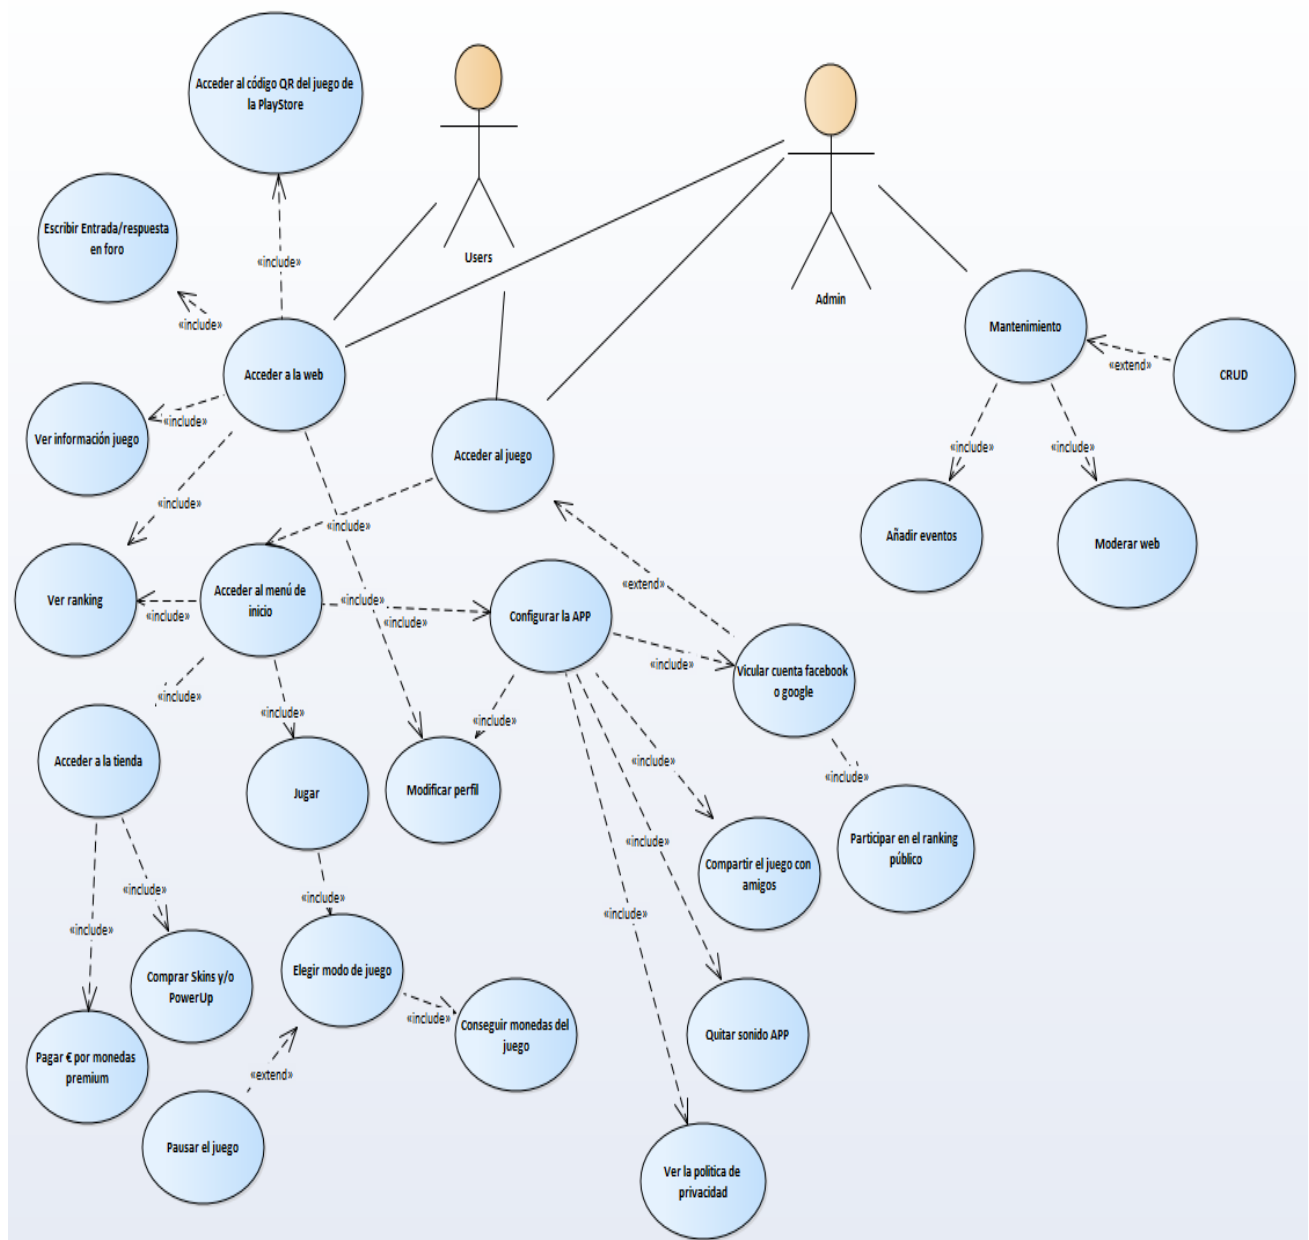 Acceder al código QR del juego de
la PlayStore
Users
Admin
Escribir Entrada/respuesta
en foro
«include»
«include»
Acceder a la web
Mantenimiento
«extend»
CRUD
Ver información juego
«include»
Acceder al juego
«include»
«include»
«include»
«include»
Añadir eventos
Moderar web
«include»
Ver ranking
«include»
Acceder al menú de
inicio
«include»
«include»
Configurar la APP
«extend»
«include»
Vicular cuenta facebook
o google
«include»
«include»
«include»
Acceder a la tienda
Jugar
Modificar perfil
«include»
«include»
Participar en el ranking
público
Compartir el juego con
amigos
«include»
«include»
«include»
«include»
«include»
Comprar Skins y/o
PowerUp
Elegir modo de juego
«include»
Conseguir monedas del
juego
Quitar sonido APP
Pagar € por monedas
premium
«extend»
Pausar el juego
Ver la politica de
privacidad